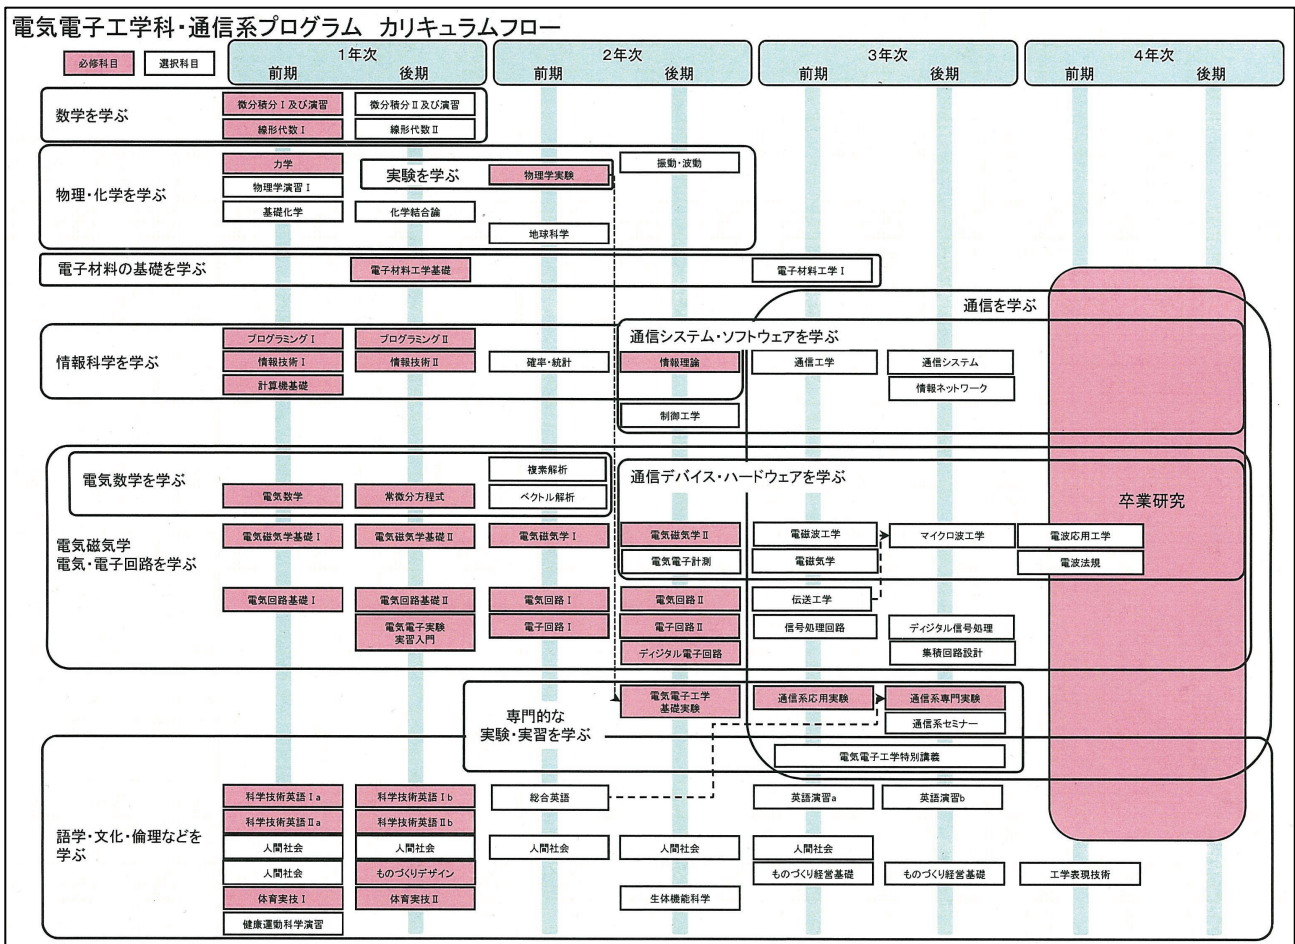 電気電子工学科・通信系プログラム カリキュラムフロー
必修科目
選択科目
1年次
前期
後期
2年次
前期
後期
3年次
前期
後期
4年次
前期
後期
数学を学ぶ
微分積分Ⅰ及び演習
微分積分Ⅱ及び演習
線形代数Ⅰ
線形代数Ⅱ
物理・化学を学ぶ
力学
実験を学ぶ
物理学実験
振動・波動
物理学演習Ⅰ
基礎化学
化学結合論
地球科学
電子材料の基礎を学ぶ
電子材料工学基礎
電子材料工学Ⅰ
通信を学ぶ
情報科学を学ぶ
プログラミングⅠ
プログラミングⅡ
通信システム・ソフトウェアを学ぶ
情報技術Ⅰ
情報技術Ⅱ
確率・統計
情報理論
通信工学
通信システム
計算機基礎
情報ネットワーク
制御工学
電気数学を学ぶ
複素解析
通信デバイス・ハードウェアを学ぶ
電気数学
常微分方程式
ベクトル解析
卒業研究
電気磁気学
電気・電子回路を学ぶ
電気磁気学基礎Ⅰ
電気磁気学基礎Ⅱ
電気磁気学Ⅰ
電気磁気学Ⅱ
電磁波工学
マイクロ波工学
電波応用工学
電気電子計測
電磁気学
電波法規
電気回路基礎Ⅰ
電気回路基礎Ⅱ
電気回路Ⅰ
電気回路Ⅱ
伝送工学
電気電子実験
実習入門
電子回路Ⅰ
電子回路Ⅱ
信号処理回路
ディジタル信号処理
ディジタル電子回路
集積回路設計
専門的な
実験・実習を学ぶ
電気電子工学
基礎実験
通信系応用実験
通信系専門実験
通信系セミナー
電気電子工学特別講義
語学・文化・倫理などを
学ぶ
科学技術英語Ⅰa
科学技術英語Ⅰb
総合英語
英語演習a
英語演習b
科学技術英語Ⅱa
科学技術英語Ⅱb
人間社会
人間社会
人間社会
人間社会
人間社会
人間社会
ものづくりデザイン
ものづくり経営基礎
ものづくり経営基礎
工学表現技術
体育実技Ⅰ
体育実技Ⅱ
生体機能科学
健康運動科学演習